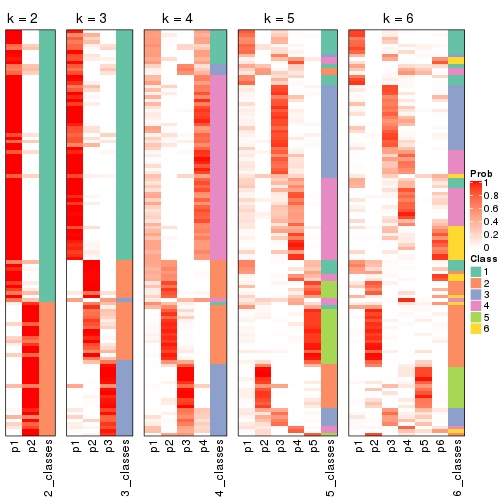 k = 2
k = 3
k = 4
k = 5
k = 6
Prob
1
0.8
0.6
0.4
0.2
0
Class
1
2
3
4
5
6
p1
p2
2_classes
p1
p2
p3
3_classes
p1
p2
p3
p4
4_classes
p1
p2
p3
p4
p5
5_classes
p1
p2
p3
p4
p5
p6
6_classes